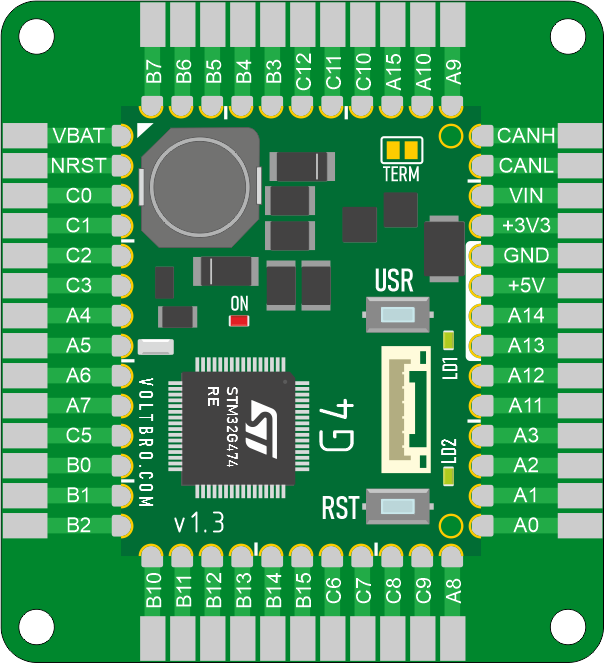 B7
B6
B5
B4
B3
C12
C11
C10
A15
A10
A9
VBAT
NRST
C0
C1
C2
C3
A4
A5
A6
A7
C5
B0
B1
B2
CANH
CANL
VIN
+3V3
GND
+5V
A14
A13
A12
A11
A3
A2
A1
A0
TERM
USR
ON
LD1
VOLTBRO.COM
STM32G474
RE
ST
G4
LD2
RST
v1.3
B10
B11
B12
B13
B14
B15
C6
C7
C8
C9
A8